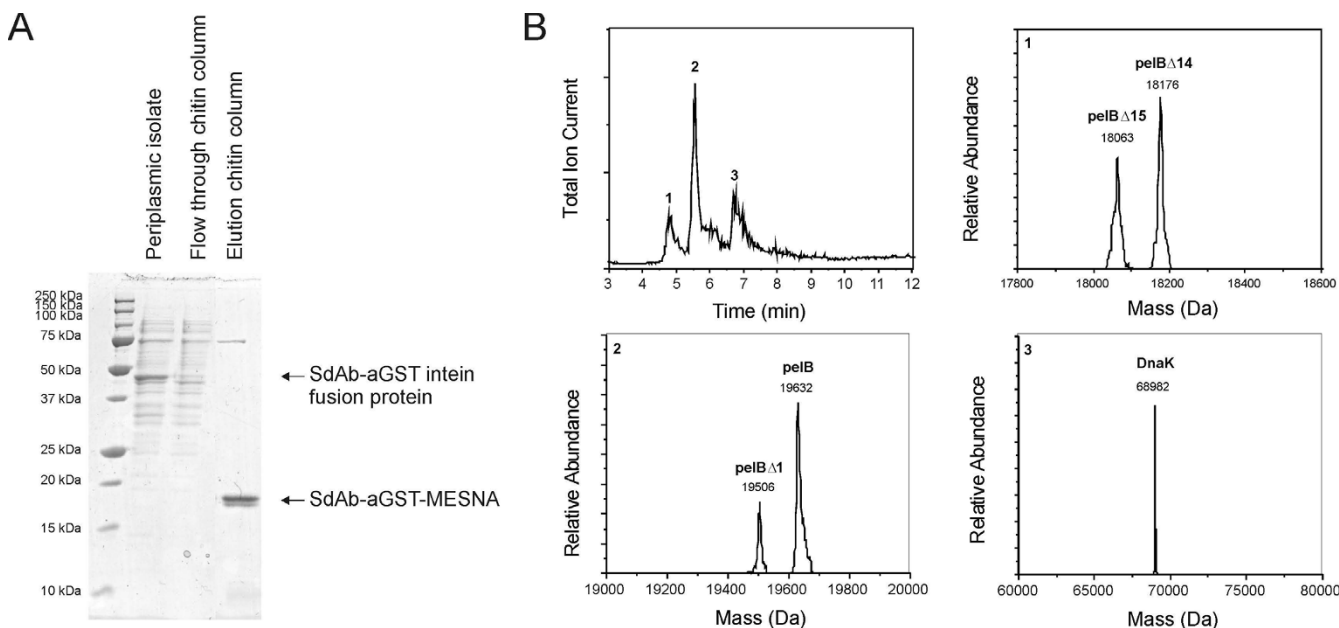 A
Periplasmic isolate
Flow through chitin column
Elution chitin column
250 kDa
150 kDa
100 kDa
75 kDa
50 kDa
37 kDa
25 kDa
20 kDa
15 kDa
10 kDa
← SdAb-aGST intein
fusion protein
← SdAb-aGST-MESNA
B
Total Ion Current
1
2
3
3 4 5 6 7 8 9 10 11 12
Time (min)
1
Relative Abundance
pelBΔ15
18063
pelBΔ14
18176
17800 18000 18200 18400 18600
Mass (Da)
2
Relative Abundance
pelBΔ1
19506
pelB
19632
19000 19200 19400 19600 19800 20000
Mass (Da)
3
Relative Abundance
DnaK
68982
60000 65000 70000 75000 80000
Mass (Da)